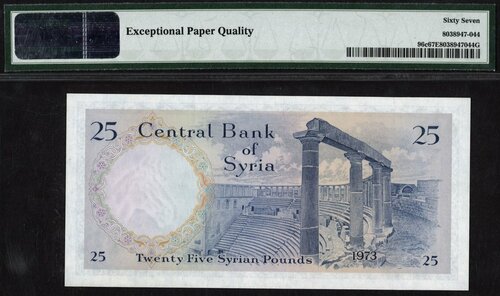 Exceptional Paper Quality
Sixty Seven
8038947-044
96c67E8038947044G
25
Central Bank
of
Syria
25
25
Twenty Five Syrian Pounds
1973
25